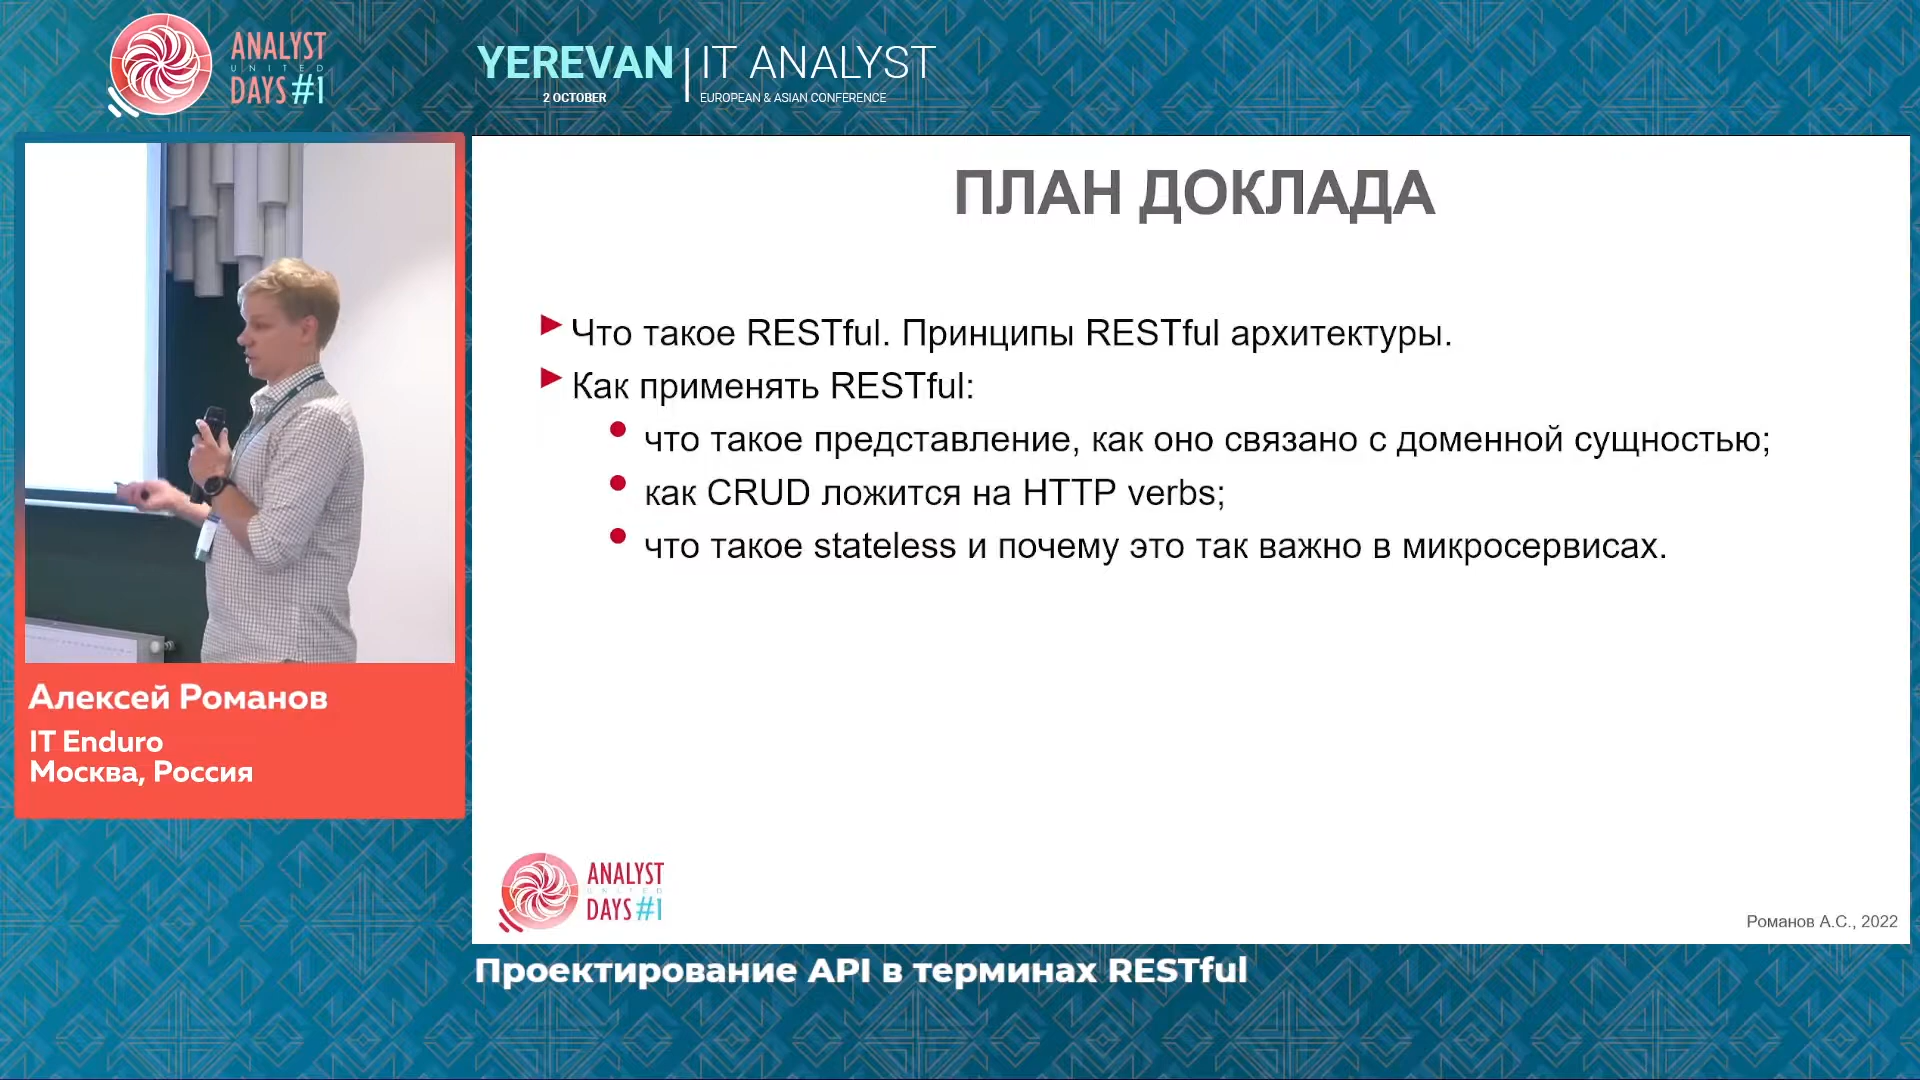 ANALYST
UNITED
DAYS #1
YEREVAN
2 OCTOBER
IT ANALYST
EUROPEAN & ASIAN CONFERENCE
ПЛАН ДОКЛАДА
Что такое RESTful. Принципы RESTful архитектуры.
Как применять RESTful:
что такое представление, как оно связано с доменной сущностью;
как CRUD ложится на HTTP verbs;
что такое stateless и почему это так важно в микросервисах.
Алексей Романов
IT Enduro
Москва, Россия
ANALYST
UNITED
DAYS #1
Романов А.С., 2022
Проектирование API в терминах RESTful